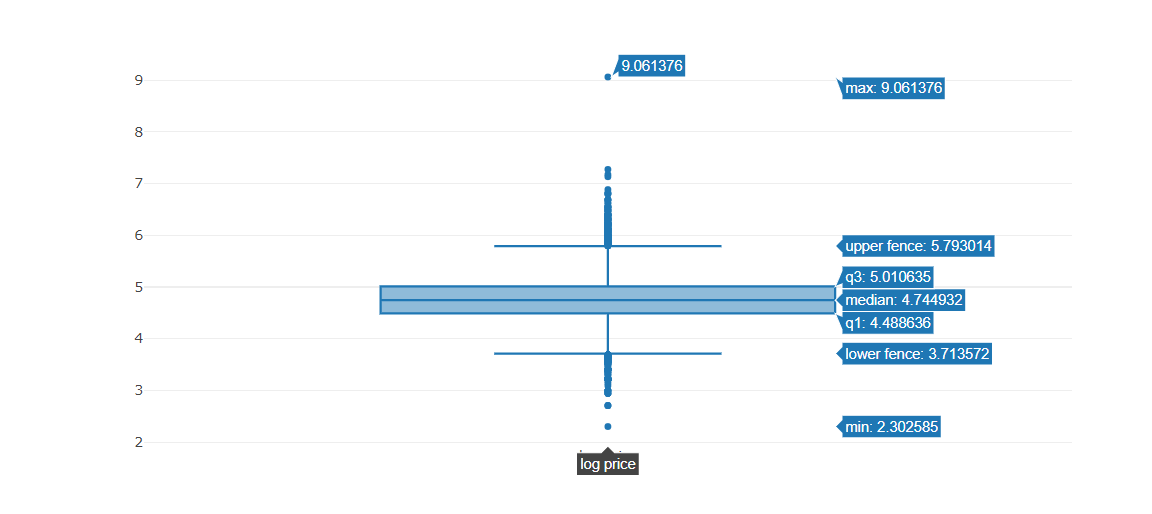 9.061376
9
max: 9.061376
8
7
6
upper fence: 5.793014
5
q3: 5.010635
median: 4.744932
q1: 4.488636
4
lower fence: 3.713572
3
min: 2.302585
2
log price